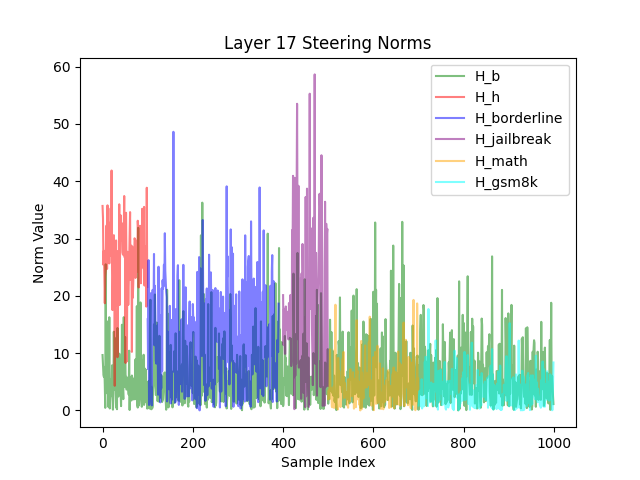 Layer 17 Steering Norms
60
50
40
30
20
10
0
Norm Value
H_b
H_h
H_borderline
H_jailbreak
H_math
H_gsm8k
0
200
400
600
800
1000
Sample Index